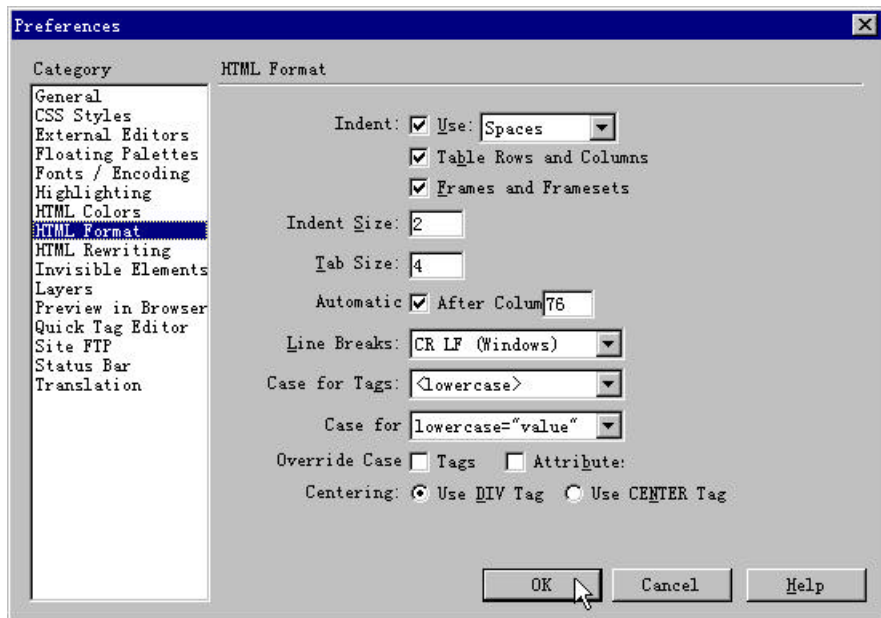 Preferences
Category
General
CSS Styles
External Editors
Floating Palettes
Fonts / Encoding
Highlighting
HTML Colors
HTML Format
HTML Rewriting
Invisible Elements
Layers
Preview in Browser
Quick Tag Editor
Site FTP
Status Bar
Translation
HTML Format
Indent: Use: Spaces
Table Rows and Columns
Frames and Framesets
Indent Size: 2
Tab Size: 4
Automatic After Colum 76
Line Breaks: CR LF (Windows)
Case for Tags: <lowercase>
Case for lowercase="value"
Override Case Tags Attribute:
Centering: Use DIV Tag Use CENTER Tag
OK Cancel Help